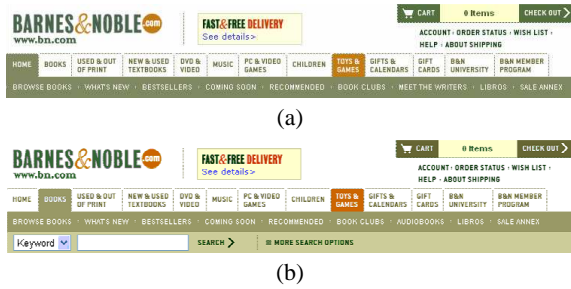 BARNES&NOBLE.com
www.bn.com
FAST&FREE DELIVERY
See details>
CART 0 Items CHECK OUT >
ACCOUNT · ORDER STATUS · WISH LIST ·
HELP · ABOUT SHIPPING
HOME BOOKS USED & OUT OF PRINT NEW & USED TEXTBOOKS DVD & VIDEO MUSIC PC & VIDEO GAMES CHILDREN TOYS & GAMES GIFTS & CALENDARS GIFT CARDS B&N UNIVERSITY B&N MEMBER PROGRAM
BROWSE BOOKS · WHAT'S NEW · BESTSELLERS · COMING SOON · RECOMMENDED · BOOK CLUBS · MEET THE WRITERS · LIBROS · SALE ANNEX
(a)
BARNES&NOBLE.com
www.bn.com
FAST&FREE DELIVERY
See details>
CART 0 Items CHECK OUT >
ACCOUNT · ORDER STATUS · WISH LIST ·
HELP · ABOUT SHIPPING
HOME BOOKS USED & OUT OF PRINT NEW & USED TEXTBOOKS DVD & VIDEO MUSIC PC & VIDEO GAMES CHILDREN TOYS & GAMES GIFTS & CALENDARS GIFT CARDS B&N UNIVERSITY B&N MEMBER PROGRAM
BROWSE BOOKS · WHAT'S NEW · BESTSELLERS · COMING SOON · RECOMMENDED · BOOK CLUBS · AUDIOBOOKS · LIBROS · SALE ANNEX
Keyword SEARCH > MORE SEARCH OPTIONS
(b)